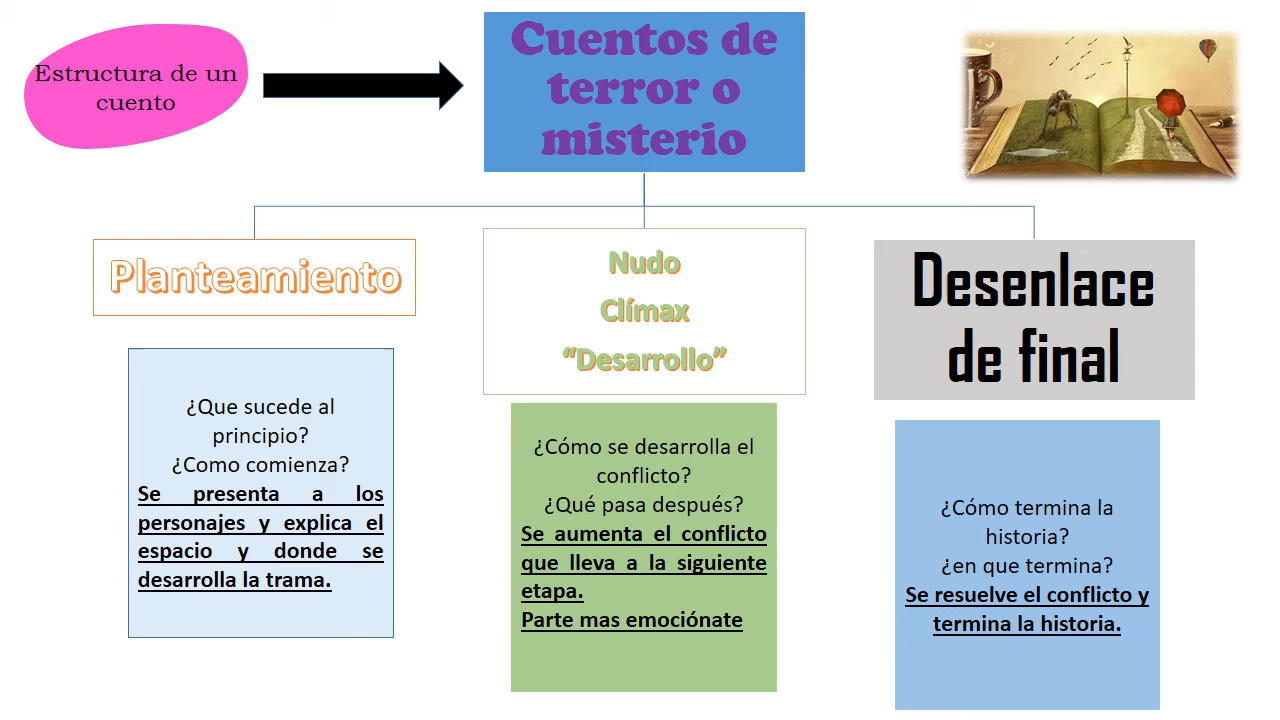 Estructura de un
cuento
Cuentos de
terror o
misterio
Planteamiento
¿Que sucede al
principio?
¿Como comienza?
Se presenta a los
personajes y explica el
espacio y donde se
desarrolla la trama.
Nudo
Clímax
“Desarrollo”
¿Cómo se desarrolla el
conflicto?
¿Qué pasa después?
Se aumenta el conflicto
que lleva a la siguiente
etapa.
Parte mas emociónate
Desenlace
de final
¿Cómo termina la
historia?
¿en que termina?
Se resuelve el conflicto y
termina la historia.